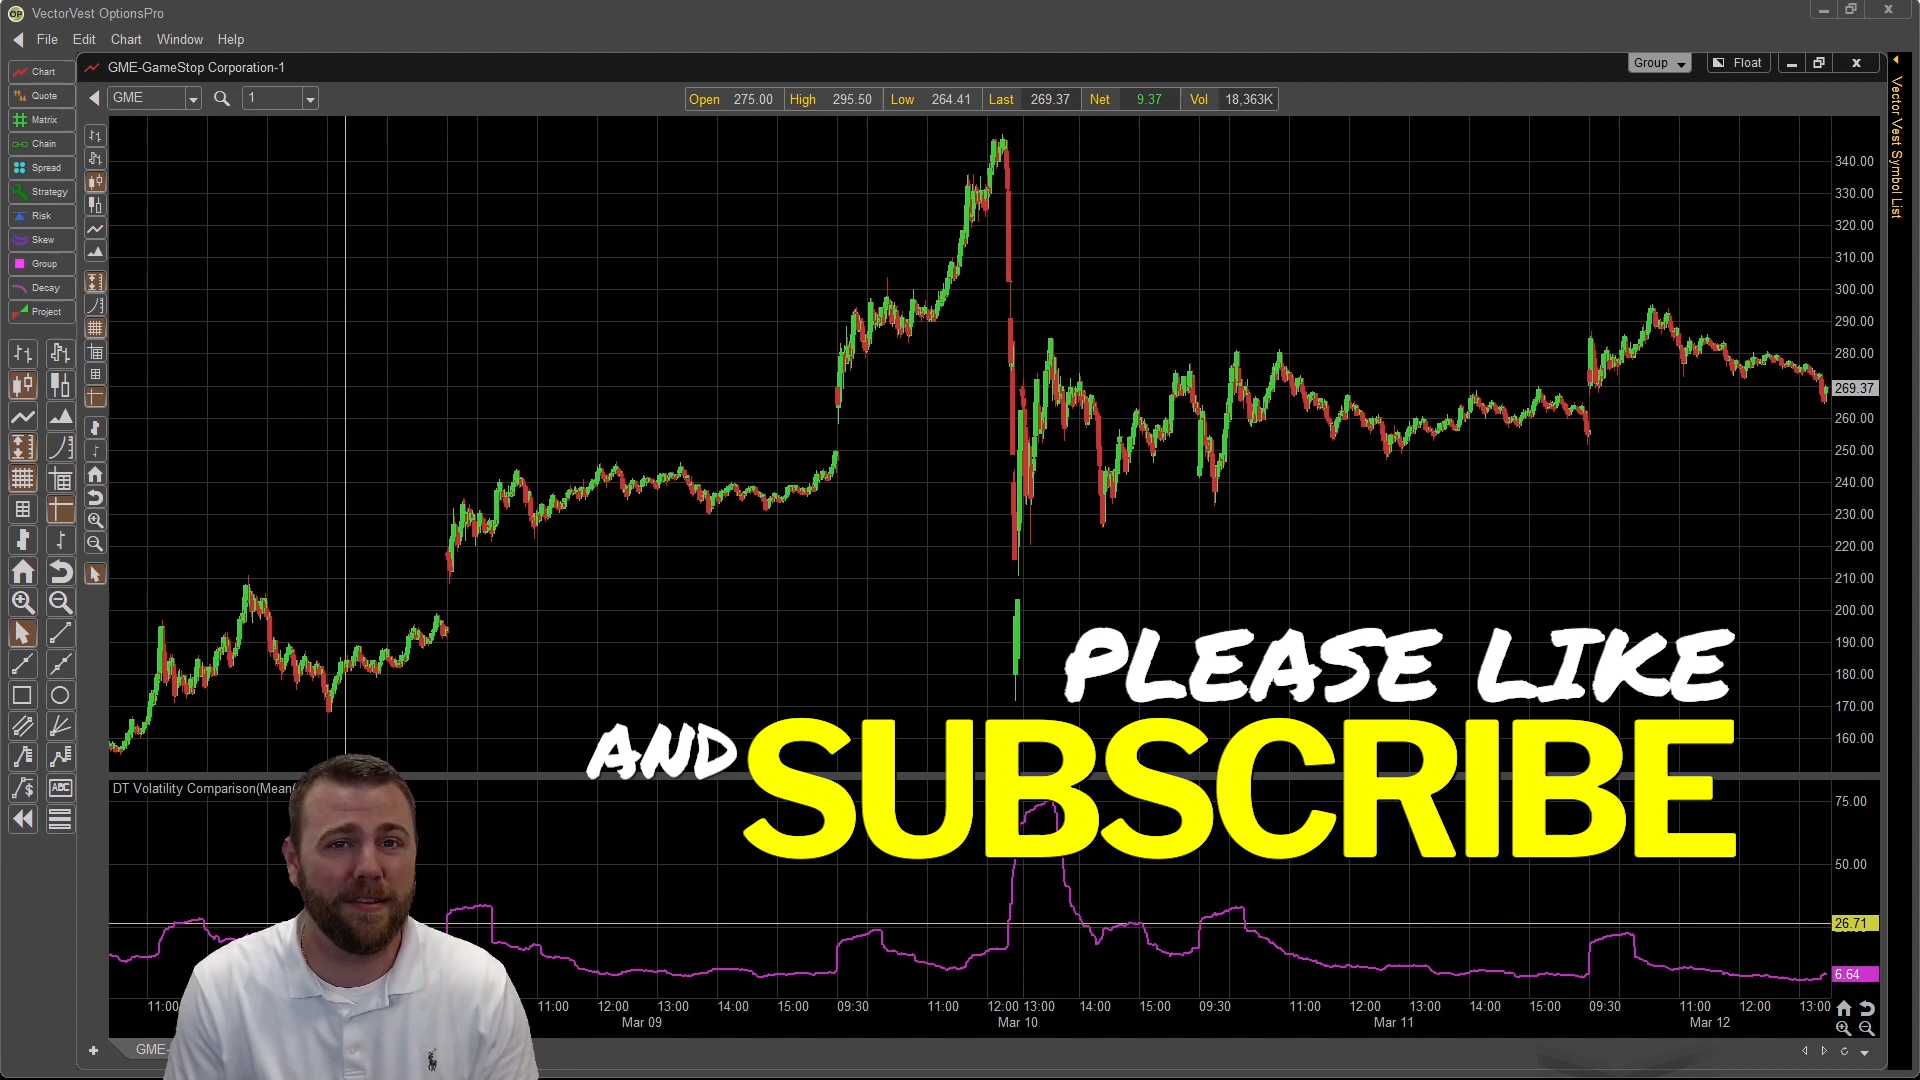 VectorVest OptionsPro
File Edit Chart Window Help
GME-GameStop Corporation-1
Group Float
GME 1
Open 275.00 High 295.50 Low 264.41 Last 269.37 Net 9.37 Vol 18,363K
Chart
Quote
Matrix
Chain
Spread
Strategy
Risk
Skew
Group
Decay
Project
ABC
Vector Vest Symbol List
340.00
330.00
320.00
310.00
300.00
290.00
280.00
269.37
260.00
250.00
240.00
230.00
220.00
210.00
200.00
190.00
180.00
170.00
160.00
PLEASE LIKE
AND SUBSCRIBE
DT Volatility Comparison(Mean
75.00
50.00
26.71
6.64
11:00 11:00 12:00 13:00 14:00 15:00 09:30 11:00 12:00 13:00 14:00 15:00 09:30 11:00 12:00 13:00 14:00 15:00 09:30 11:00 12:00 13:00
Mar 09 Mar 10 Mar 11 Mar 12
GME-